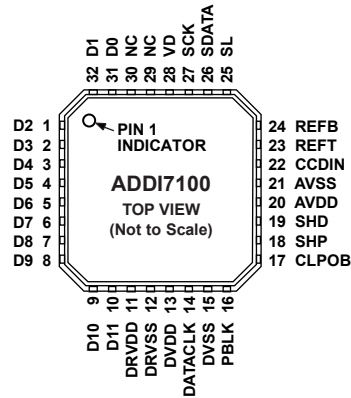 32 D1
31 D0
30 NC
29 NC
28 VD
27 SCK
26 SDATA
25 SL
D2 1
D3 2
D4 3
D5 4
D6 5
D7 6
D8 7
D9 8
PIN 1
INDICATOR
ADDI7100
TOP VIEW
(Not to Scale)
24 REFB
23 REFT
22 CCDIN
21 AVSS
20 AVDD
19 SHD
18 SHP
17 CLPOB
D10 9
D11 10
DRVDD 11
DRVSS 12
DVDD 13
DATACLK 14
DVSS 15
PBLK 16